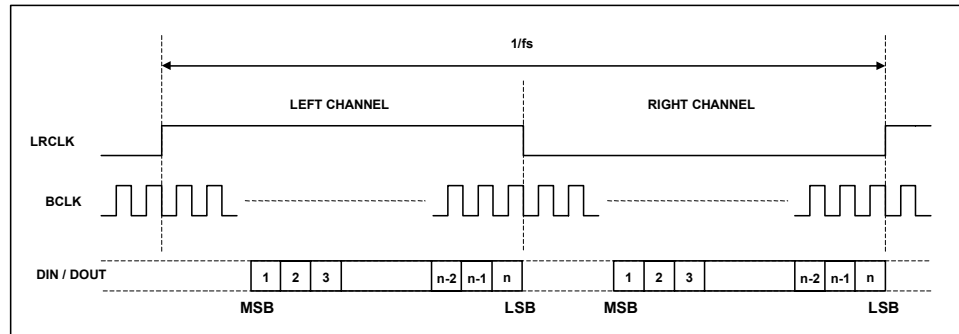 1/fs
LEFT CHANNEL RIGHT CHANNEL
LRCLK
BCLK
DIN / DOUT 1 2 3 n-2 n-1 n 1 2 3 n-2 n-1 n
MSB LSB MSB LSB